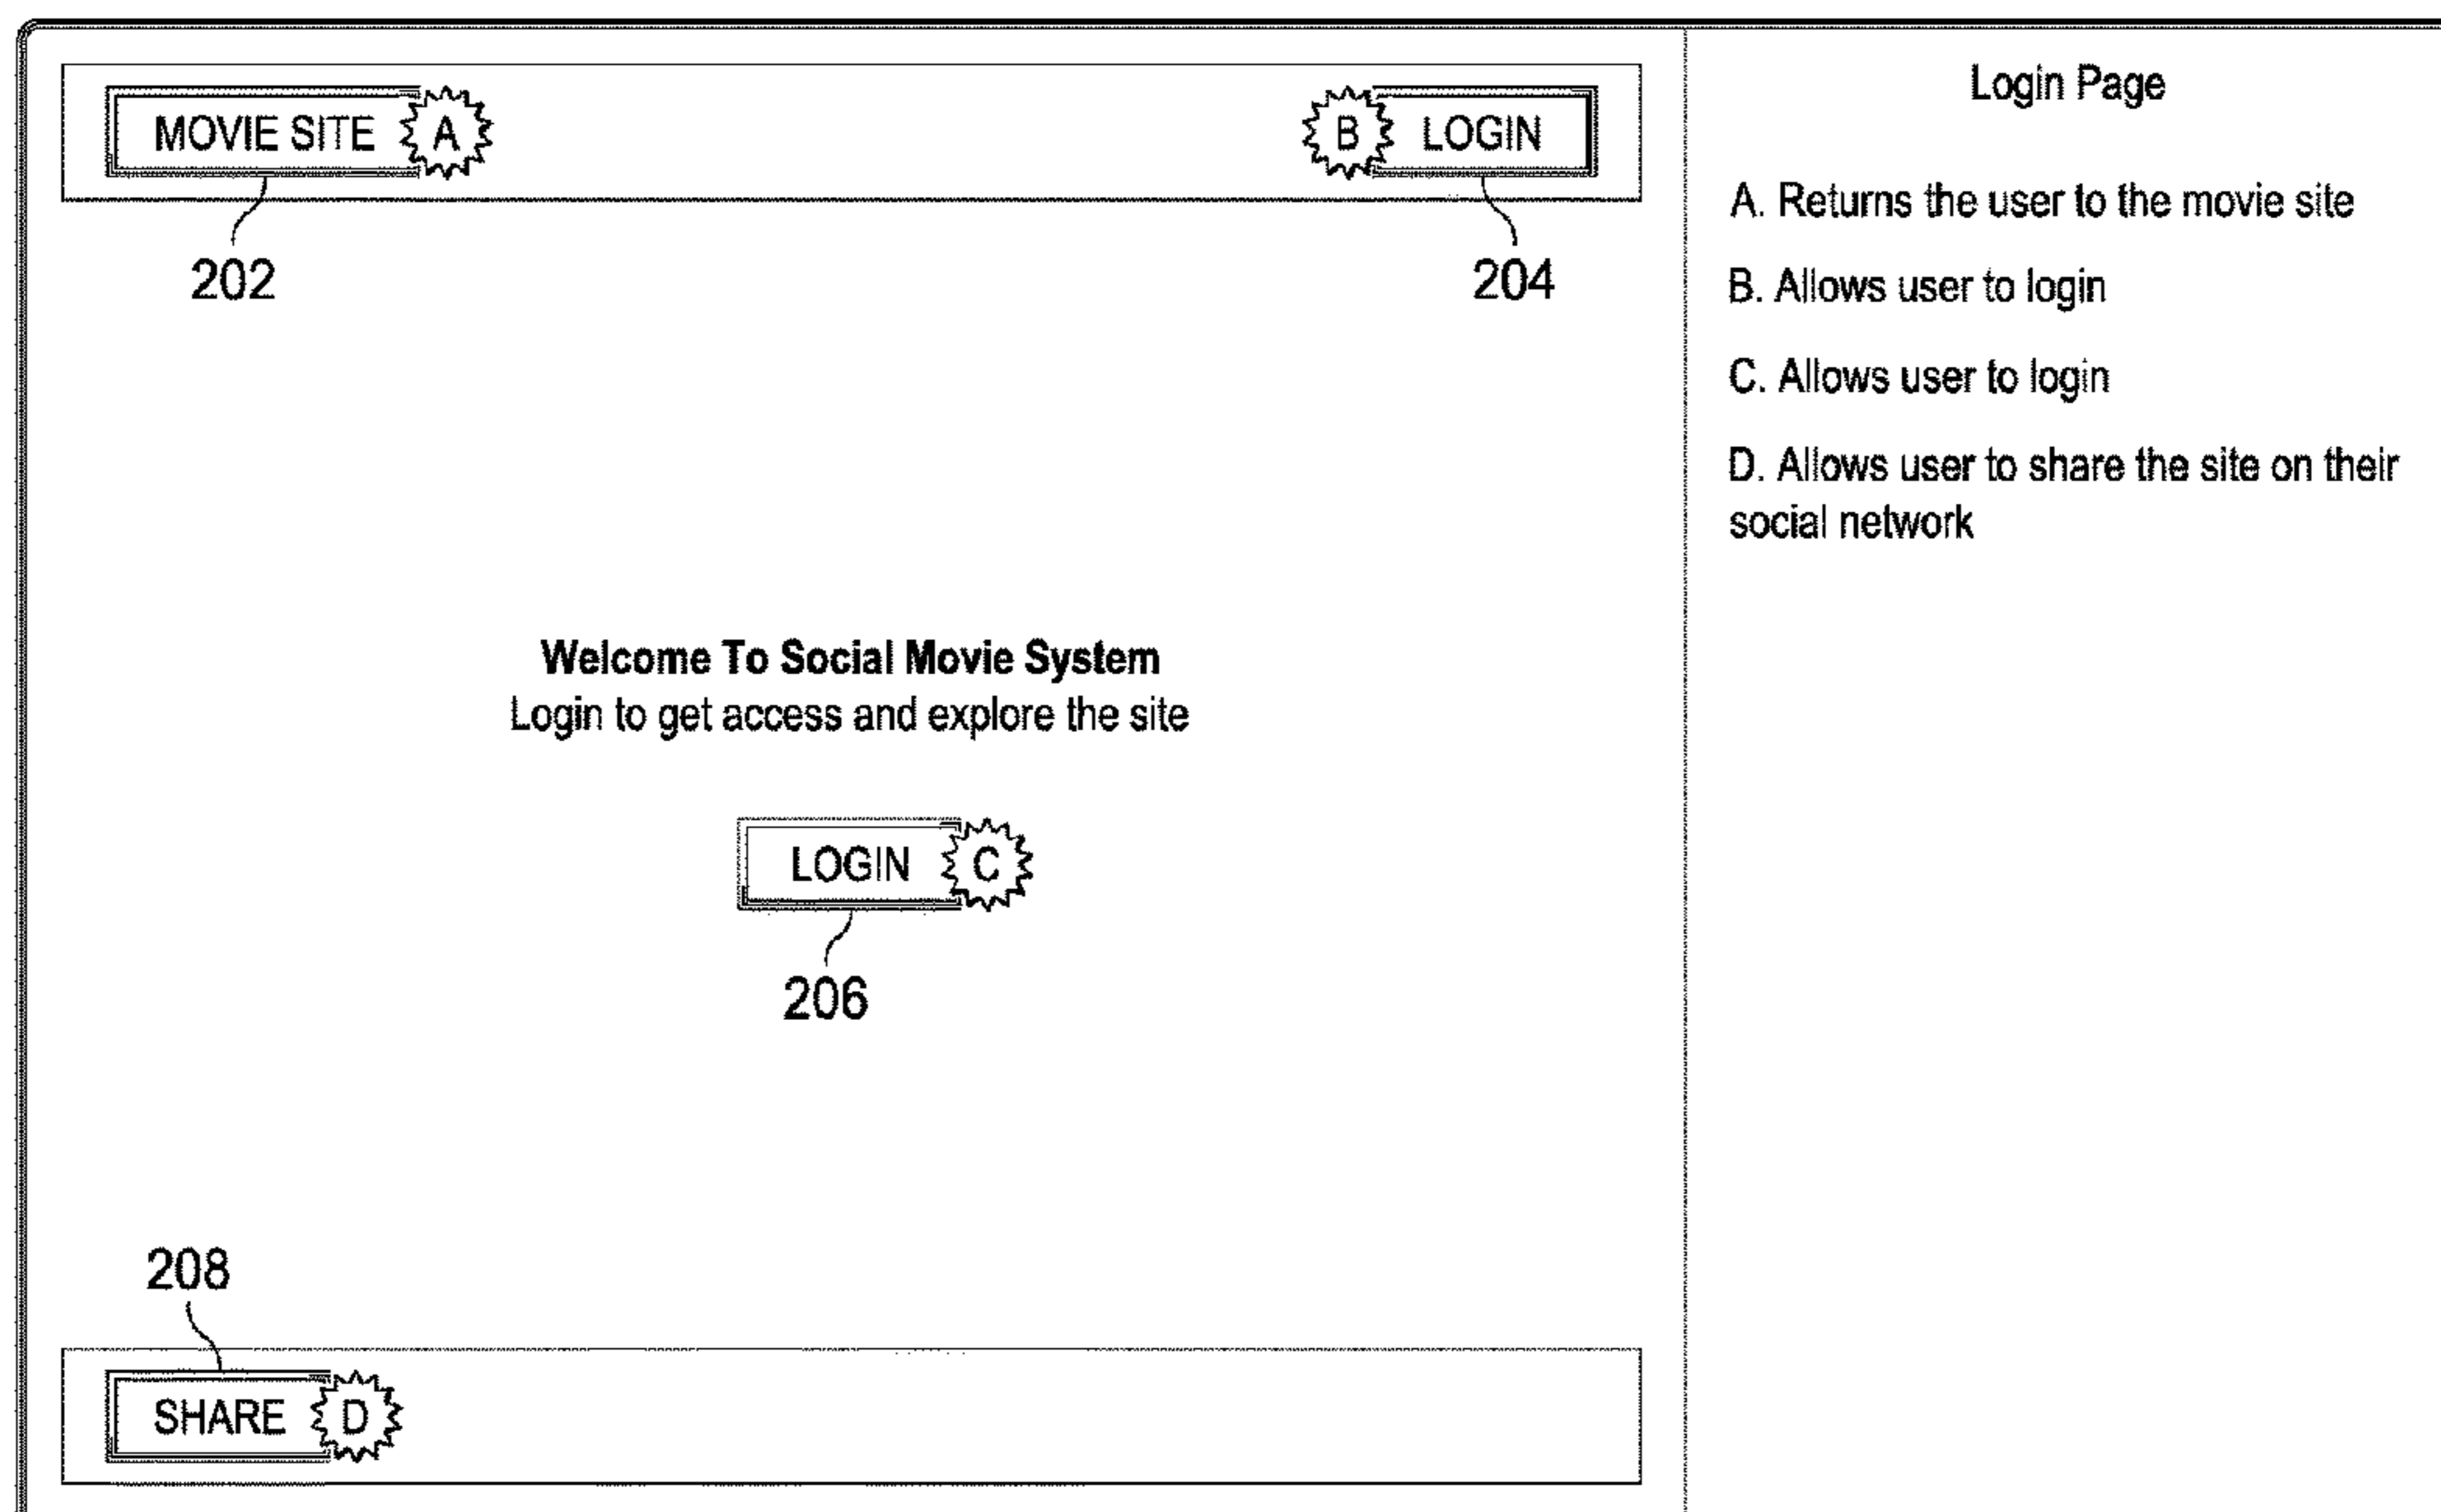 MOVIE SITE A
B LOGIN
202
204
Welcome To Social Movie System
Login to get access and explore the site
LOGIN C
206
208
SHARE D
Login Page
A. Returns the user to the movie site
B. Allows user to login
C. Allows user to login
D. Allows user to share the site on their
social network